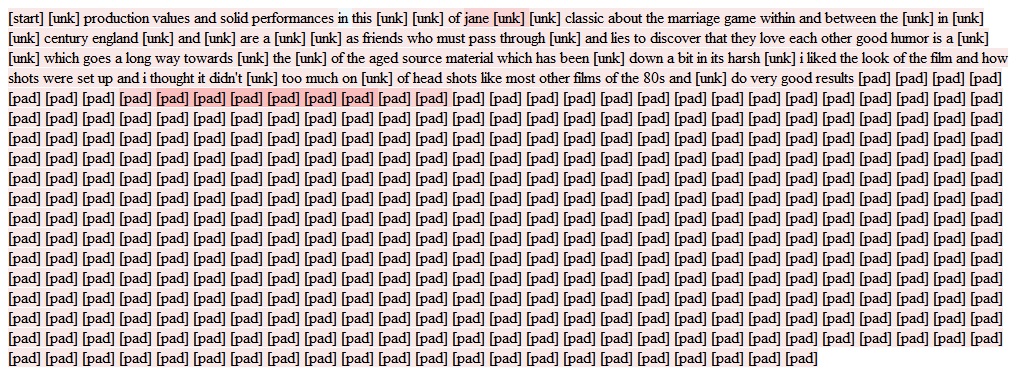 [start] [unk] production values and solid performances in this [unk] [unk] of jane [unk] [unk] classic about the marriage game within and between the [unk] in [unk]
[unk] century england [unk] and [unk] are a [unk] [unk] as friends who must pass through [unk] and lies to discover that they love each other good humor is a [unk]
[unk] which goes a long way towards [unk] the [unk] of the aged source material which has been [unk] down a bit in its harsh [unk] i liked the look of the film and how
shots were set up and i thought it didn't [unk] too much on [unk] of head shots like most other films of the 80s and [unk] do very good results [pad] [pad] [pad] [pad]
[pad] [pad] [pad] [pad] [pad] [pad] [pad] [pad] [pad] [pad] [pad] [pad] [pad] [pad] [pad] [pad] [pad] [pad] [pad] [pad] [pad] [pad] [pad] [pad] [pad] [pad] [pad]
[pad] [pad] [pad] [pad] [pad] [pad] [pad] [pad] [pad] [pad] [pad] [pad] [pad] [pad] [pad] [pad] [pad] [pad] [pad] [pad] [pad] [pad] [pad] [pad] [pad] [pad] [pad]
[pad] [pad] [pad] [pad] [pad] [pad] [pad] [pad] [pad] [pad] [pad] [pad] [pad] [pad] [pad] [pad] [pad] [pad] [pad] [pad] [pad] [pad] [pad] [pad] [pad] [pad] [pad]
[pad] [pad] [pad] [pad] [pad] [pad] [pad] [pad] [pad] [pad] [pad] [pad] [pad] [pad] [pad] [pad] [pad] [pad] [pad] [pad] [pad] [pad] [pad] [pad] [pad] [pad] [pad]
[pad] [pad] [pad] [pad] [pad] [pad] [pad] [pad] [pad] [pad] [pad] [pad] [pad] [pad] [pad] [pad] [pad] [pad] [pad] [pad] [pad] [pad] [pad] [pad] [pad] [pad] [pad]
[pad] [pad] [pad] [pad] [pad] [pad] [pad] [pad] [pad] [pad] [pad] [pad] [pad] [pad] [pad] [pad] [pad] [pad] [pad] [pad] [pad] [pad] [pad] [pad] [pad] [pad] [pad]
[pad] [pad] [pad] [pad] [pad] [pad] [pad] [pad] [pad] [pad] [pad] [pad] [pad] [pad] [pad] [pad] [pad] [pad] [pad] [pad] [pad] [pad] [pad] [pad] [pad] [pad] [pad]
[pad] [pad] [pad] [pad] [pad] [pad] [pad] [pad] [pad] [pad] [pad] [pad] [pad] [pad] [pad] [pad] [pad] [pad] [pad] [pad] [pad] [pad] [pad] [pad] [pad] [pad] [pad]
[pad] [pad] [pad] [pad] [pad] [pad] [pad] [pad] [pad] [pad] [pad] [pad] [pad] [pad] [pad] [pad] [pad] [pad] [pad] [pad] [pad] [pad] [pad] [pad] [pad] [pad] [pad]
[pad] [pad] [pad] [pad] [pad] [pad] [pad] [pad] [pad] [pad] [pad] [pad] [pad] [pad] [pad] [pad] [pad] [pad] [pad] [pad] [pad] [pad] [pad] [pad] [pad] [pad] [pad]
[pad] [pad] [pad] [pad] [pad] [pad] [pad] [pad] [pad] [pad] [pad] [pad] [pad] [pad] [pad] [pad] [pad] [pad] [pad] [pad] [pad] [pad] [pad] [pad] [pad] [pad] [pad]
[pad] [pad] [pad] [pad] [pad] [pad] [pad] [pad] [pad] [pad] [pad] [pad] [pad] [pad] [pad] [pad] [pad] [pad] [pad] [pad] [pad] [pad] [pad] [pad] [pad] [pad] [pad]
[pad] [pad] [pad] [pad] [pad] [pad] [pad] [pad] [pad] [pad] [pad] [pad] [pad] [pad] [pad] [pad] [pad] [pad] [pad] [pad] [pad] [pad] [pad] [pad] [pad] [pad] [pad]
[pad] [pad] [pad] [pad] [pad] [pad] [pad] [pad] [pad] [pad] [pad] [pad] [pad] [pad] [pad] [pad] [pad] [pad] [pad] [pad] [pad] [pad]